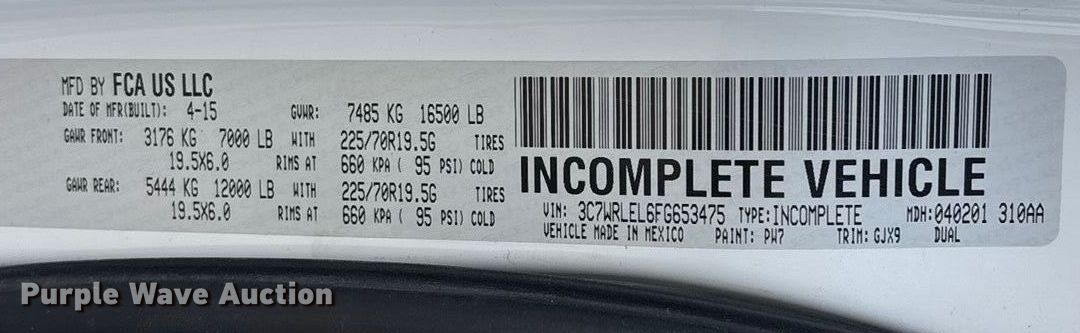 MFD BY FCA US LLC
DATE OF MFR(BUILT): 4-15 GVWR: 7485 KG 16500 LB
GAWR FRONT: 3176 KG 7000 LB WITH 225/70R19.5G TIRES
19.5X6.0 RIMS AT 660 KPA ( 95 PSI) COLD
GAWR REAR: 5444 KG 12000 LB WITH 225/70R19.5G TIRES
19.5X6.0 RIMS AT 660 KPA ( 95 PSI) COLD
INCOMPLETE VEHICLE
VIN: 3C7WRLEL6FG653475 TYPE:INCOMPLETE MDH:040201 310AA
VEHICLE MADE IN MEXICO PAINT: PW7 TRIM: GJX9 DUAL
Purple Wave Auction